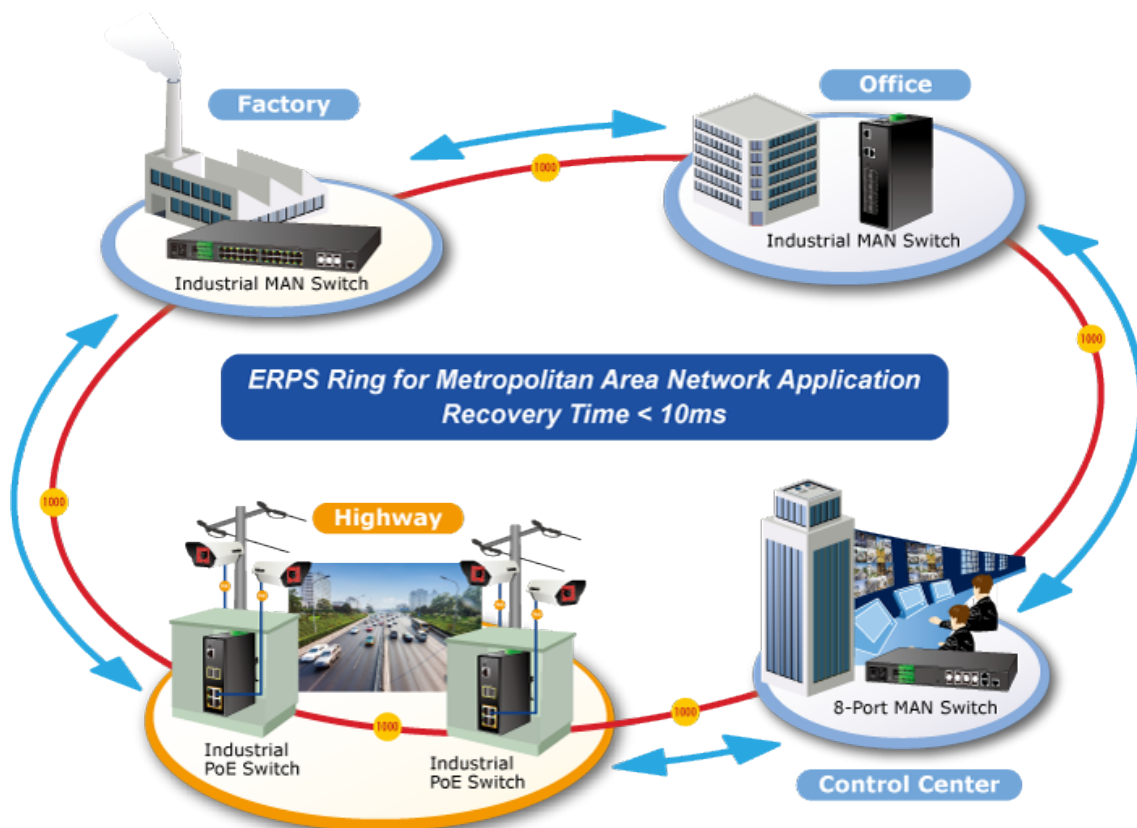 Factory
Office
1000
Industrial MAN Switch
Industrial MAN Switch
1000
ERPS Ring for Metropolitan Area Network Application
Recovery Time < 10ms
1000
Highway
8-Port MAN Switch
1000
1000
Industrial
PoE Switch
Industrial
PoE Switch
Control Center